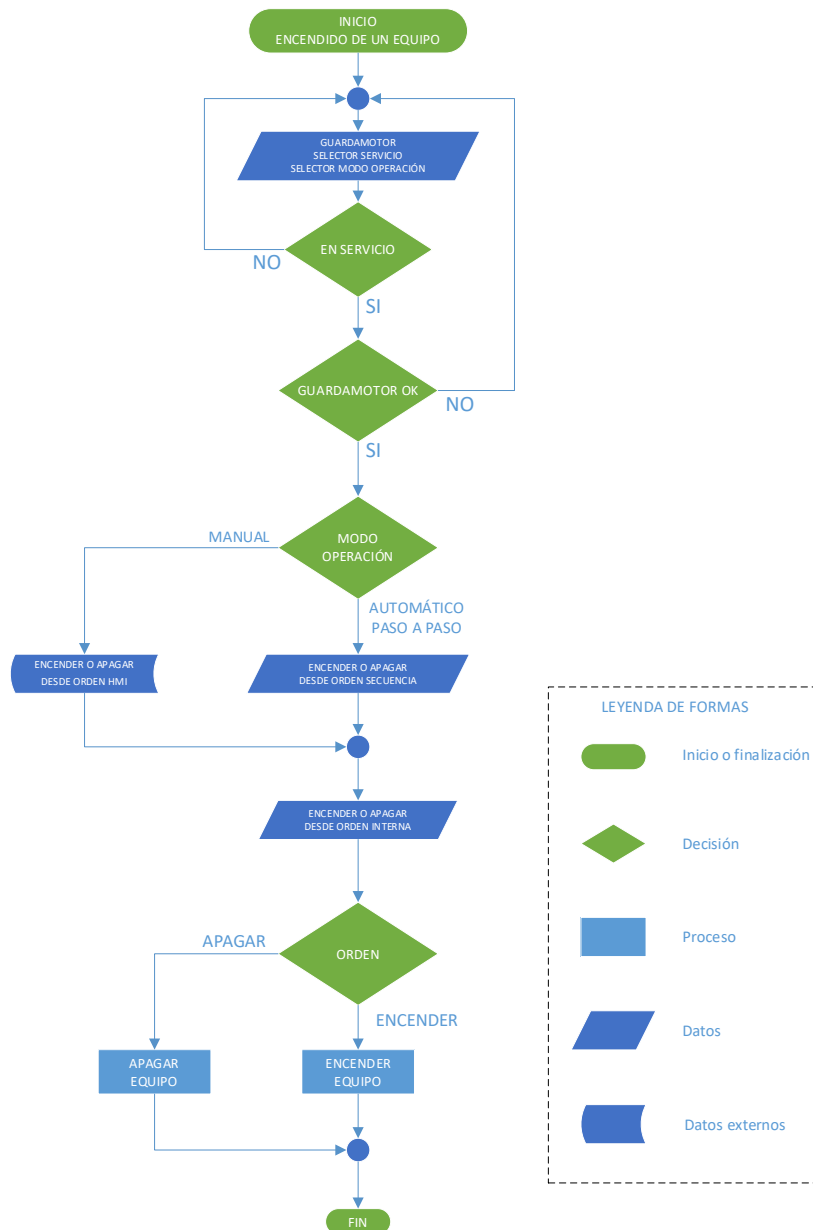 INICIO
ENCENDIDO DE UN EQUIPO
GUARDAMOTOR
SELECTOR SERVICIO
SELECTOR MODO OPERACIÓN
EN SERVICIO
NO
SI
GUARDAMOTOR OK
NO
SI
MODO
OPERACIÓN
MANUAL
AUTOMÁTICO
PASO A PASO
ENCENDER O APAGAR
DESDE ORDEN HMI
ENCENDER O APAGAR
DESDE ORDEN SECUENCIA
ENCENDER O APAGAR
DESDE ORDEN INTERNA
ORDEN
APAGAR
ENCENDER
APAGAR
EQUIPO
ENCENDER
EQUIPO
FIN
LEYENDA DE FORMAS
Inicio o finalización
Decisión
Proceso
Datos
Datos externos